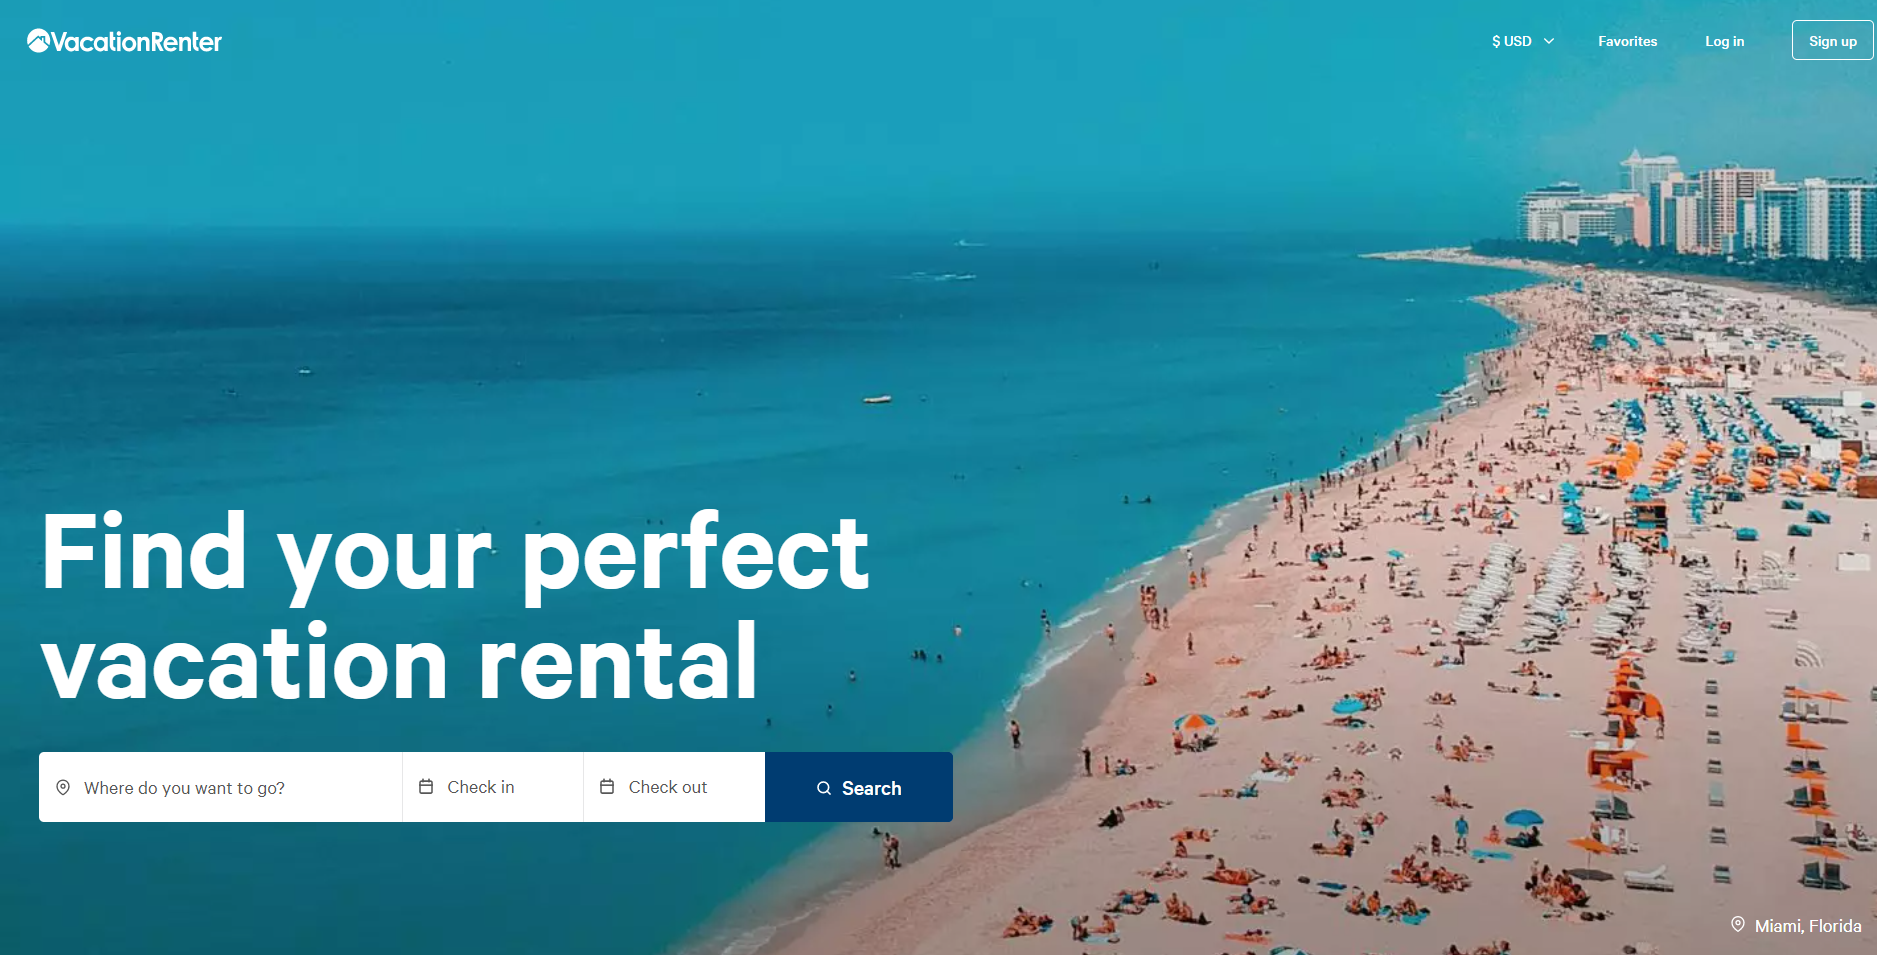 VacationRenter
$ USD
Favorites
Log in
Sign up
Find your perfect
vacation rental
Where do you want to go?
Check in
Check out
Search
Miami, Florida